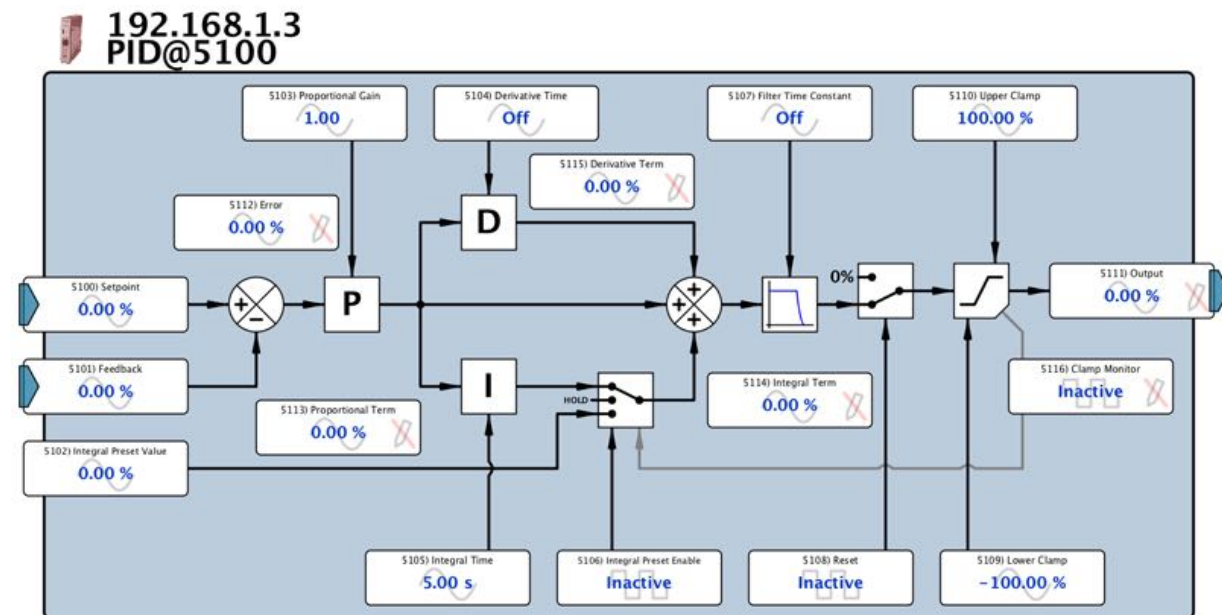 192.168.1.3
PID@5100
5103) Proportional Gain
1.00
5104) Derivative Time
Off
5107) Filter Time Constant
Off
5110) Upper Clamp
100.00 %
5115) Derivative Term
0.00 %
5112) Error
0.00 %
D
5100) Setpoint
0.00 %
+
−
P
+
+
+
0%
5111) Output
0.00 %
5101) Feedback
0.00 %
I
HOLD
5114) Integral Term
0.00 %
5116) Clamp Monitor
Inactive
5113) Proportional Term
0.00 %
5102) Integral Preset Value
0.00 %
5105) Integral Time
5.00 s
5106) Integral Preset Enable
Inactive
5108) Reset
Inactive
5109) Lower Clamp
-100.00 %